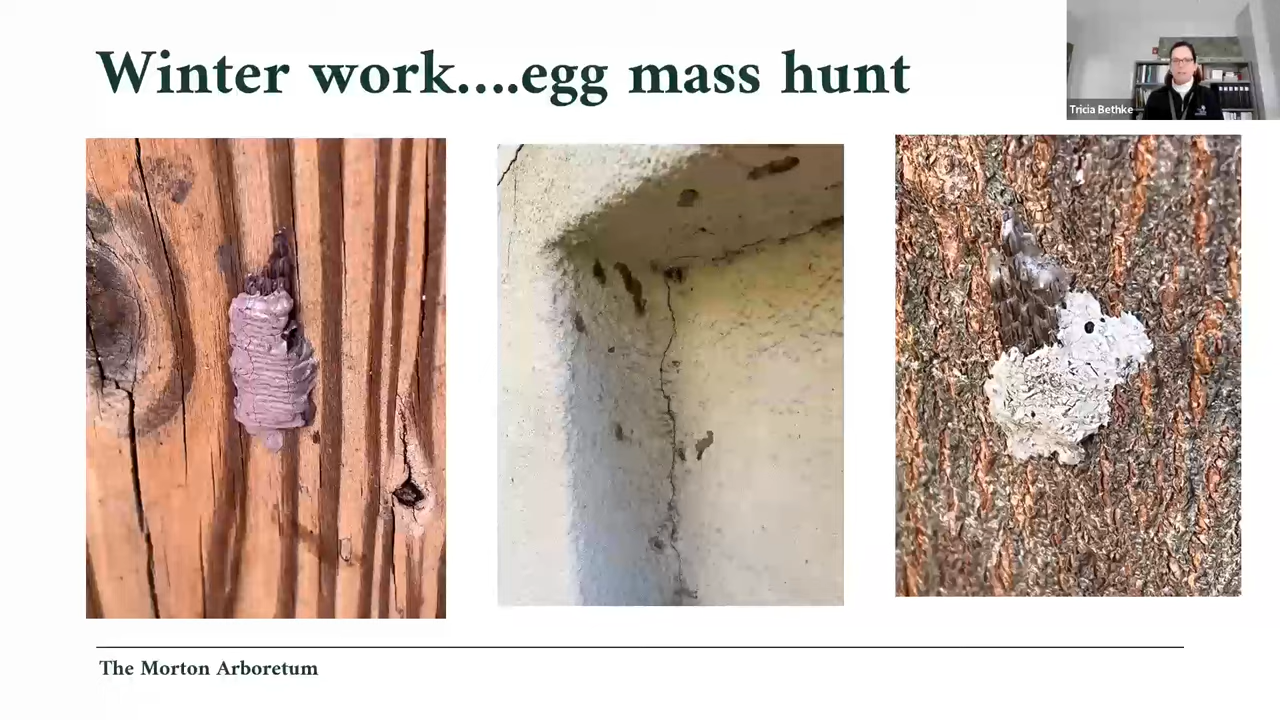 Winter work....egg mass hunt
Tricia Bethke
The Morton Arboretum